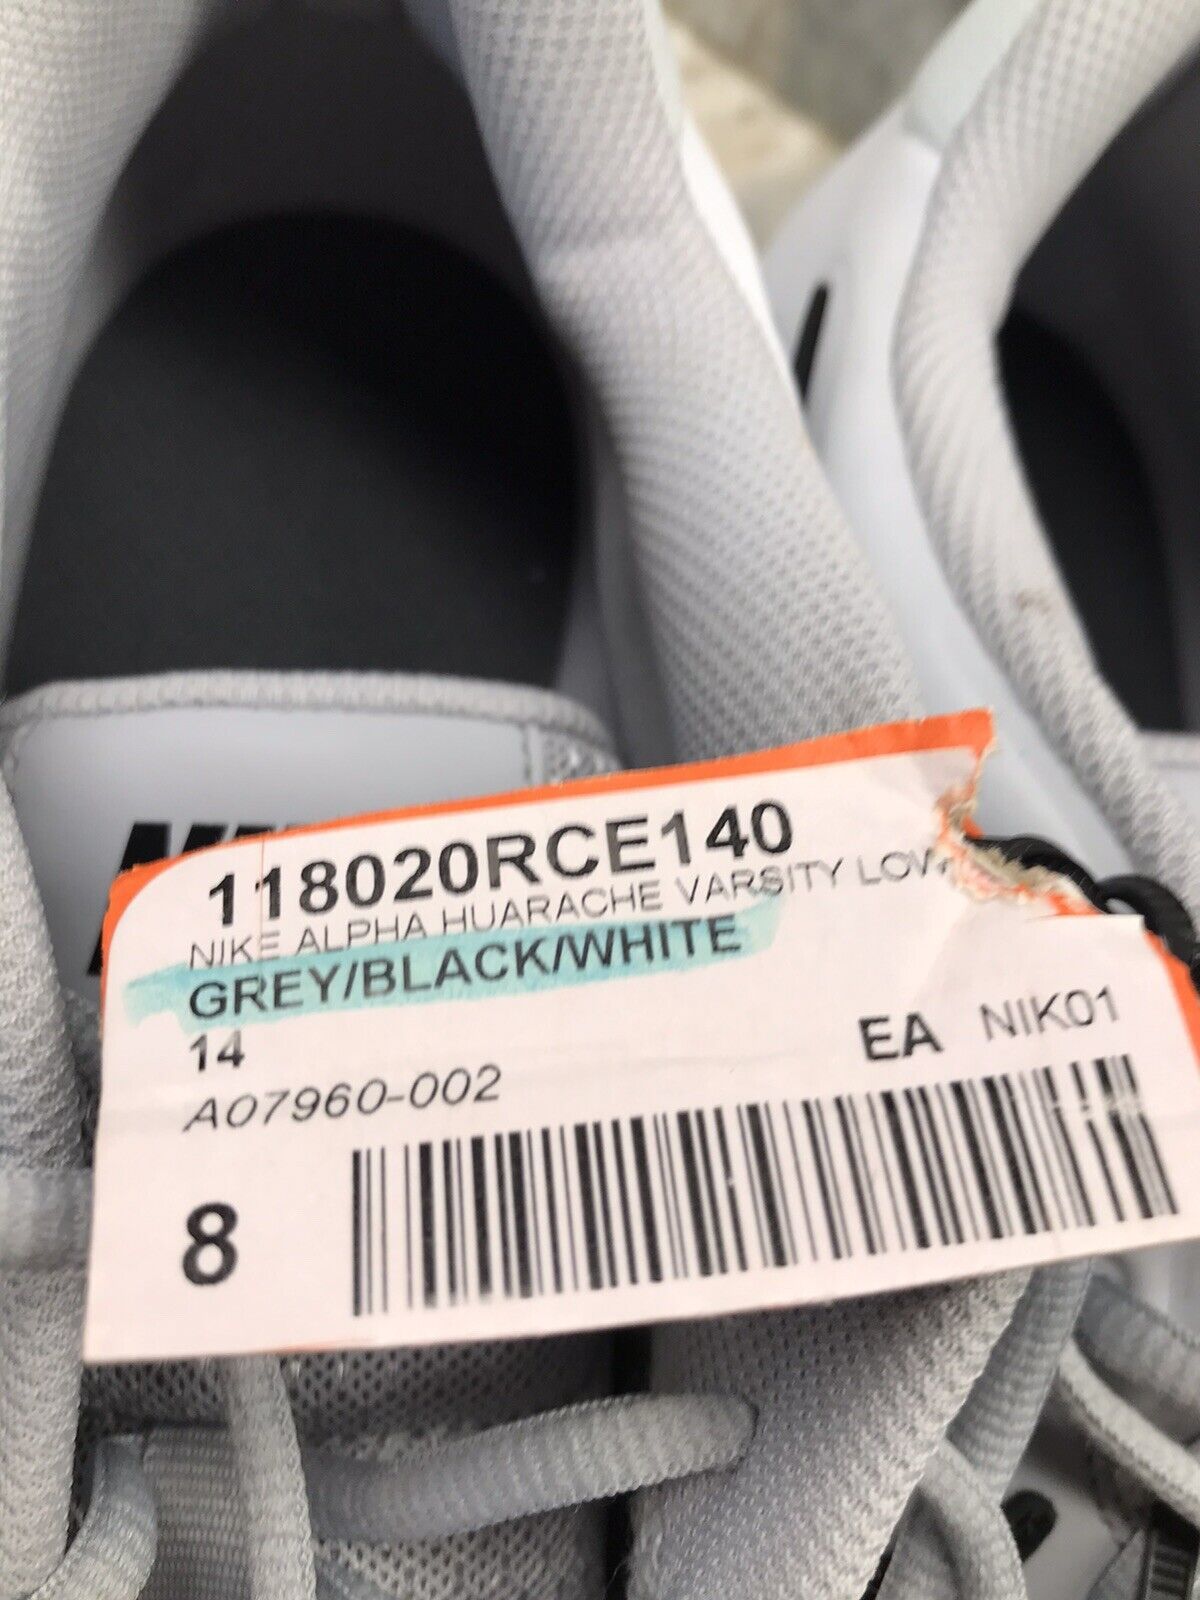 118020RCE140
NIKE ALPHA HUARACHE VARSITY LOW
GREY/BLACK/WHITE
14
EA NIK01
A07960-002
8